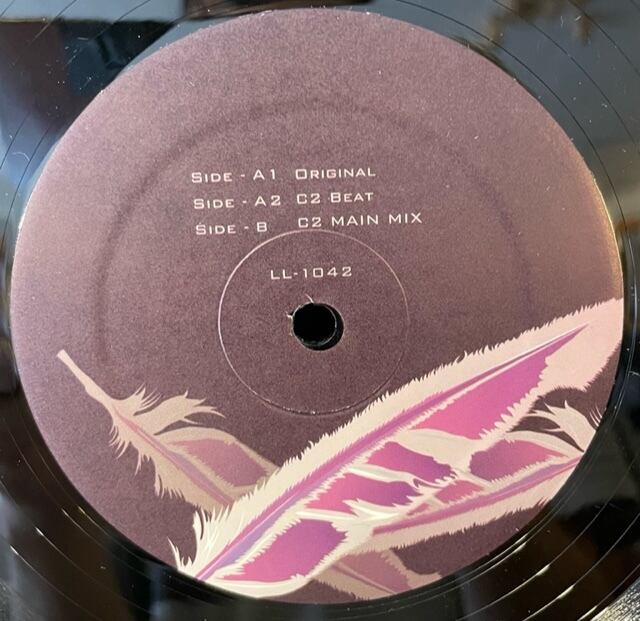 Side - A1 Original
Side - A2 C2 Beat
Side - B C2 MAIN MIX
LL-1042